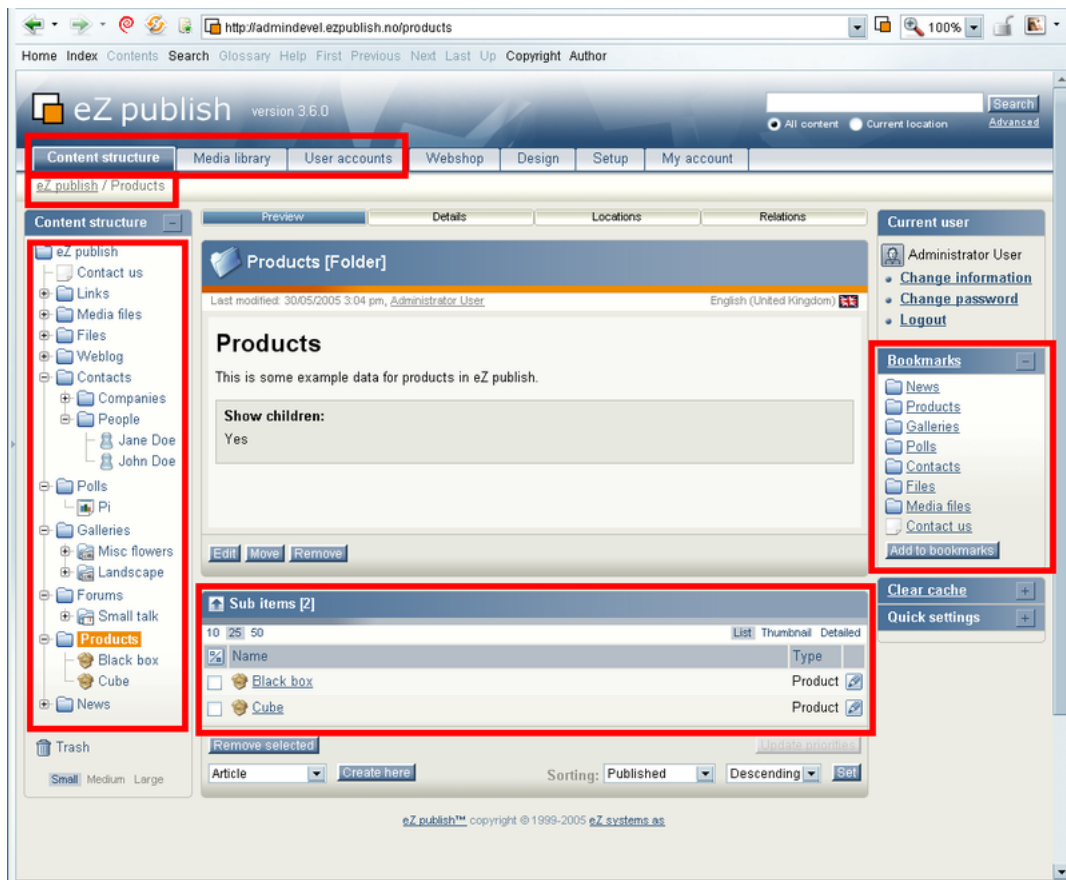 http://admindevel.ezpublish.no/products
100%
Home Index Contents Search Glossary Help First Previous Next Last Up Copyright Author
eZ publish version 3.6.0
Search
All content Current location Advanced
Content structure Media library User accounts Webshop Design Setup My account
eZ publish / Products
Content structure
eZ publish
Contact us
Links
Media files
Files
Weblog
Contacts
Companies
People
Jane Doe
John Doe
Polls
Pi
Galleries
Misc flowers
Landscape
Forums
Small talk
Products
Black box
Cube
News
Trash
Small Medium Large
Preview Details Locations Relations
Products [Folder]
Last modified: 30/05/2005 3:04 pm, Administrator User English (United Kingdom)
Products
This is some example data for products in eZ publish.
Show children:
Yes
Edit Move Remove
Sub items [2]
10 25 50 List Thumbnail Detailed
Name Type
Black box Product
Cube Product
Remove selected Update priorities
Article Create here Sorting: Published Descending Set
Current user
Administrator User
Change information
Change password
Logout
Bookmarks
News
Products
Galleries
Polls
Contacts
Files
Media files
Contact us
Add to bookmarks
Clear cache
Quick settings
eZ publish™ copyright © 1999-2005 eZ systems as